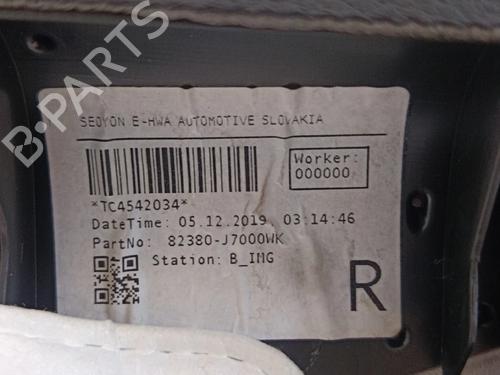 SEOYON E-HWA AUTOMOTIVE SLOVAKIA
Worker:
000000
*TC4542034*
DateTime: 05.12.2019 03:14:46
PartNo: 82380-J7000WK
Station: B_IMG
R
B-PARTS